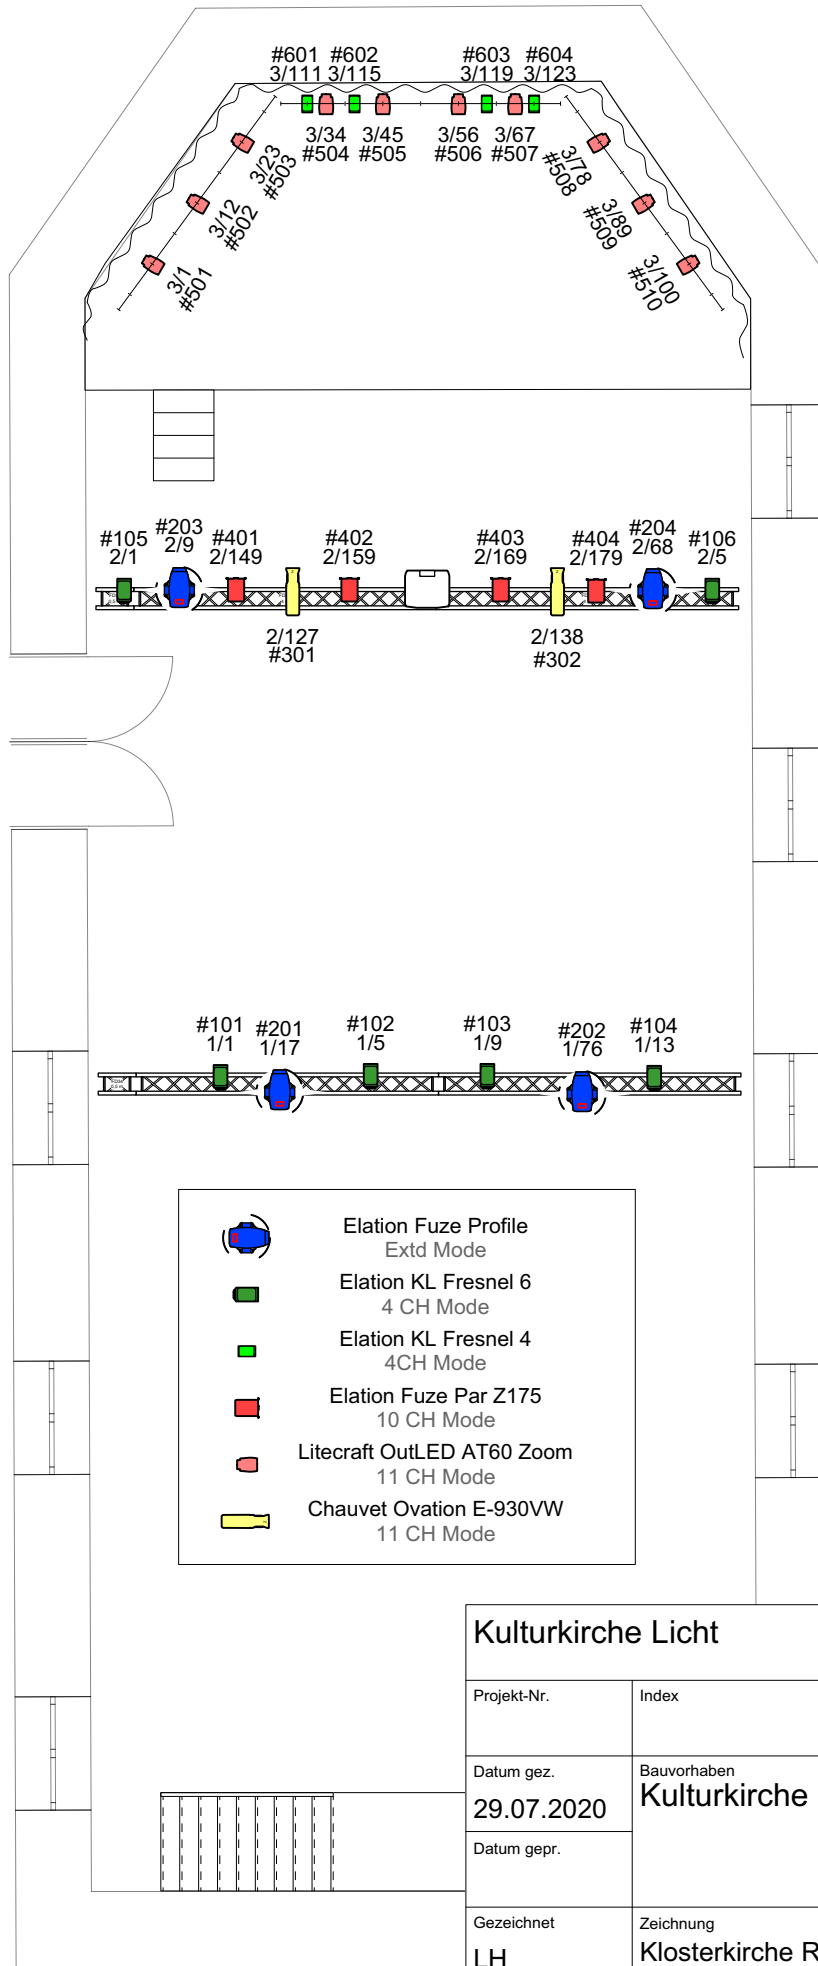 #601 #602 #603 #604
3/111 3/115 3/119 3/123
3/34 3/45 3/56 3/67
#504 #505 #506 #507
3/23
#503
3/12
#502
3/1
#501
3/78
#508
3/89
#509
3/100
#510
#105 #203 #401 #402 #403 #404 #204 #106
2/1 2/9 2/149 2/159 2/169 2/179 2/68 2/5
2/127 2/138
#301 #302
#101 #201 #102 #103 #202 #104
1/1 1/17 1/5 1/9 1/76 1/13
Elation Fuze Profile
Extd Mode
Elation KL Fresnel 6
4 CH Mode
Elation KL Fresnel 4
4CH Mode
Elation Fuze Par Z175
10 CH Mode
Litecraft OutLED AT60 Zoom
11 CH Mode
Chauvet Ovation E-930VW
11 CH Mode
Kulturkirche Licht
Projekt-Nr. Index
Datum gez. Bauvorhaben
29.07.2020 Kulturkirche
Datum gepr.
Gezeichnet Zeichnung
LH Klosterkirche R